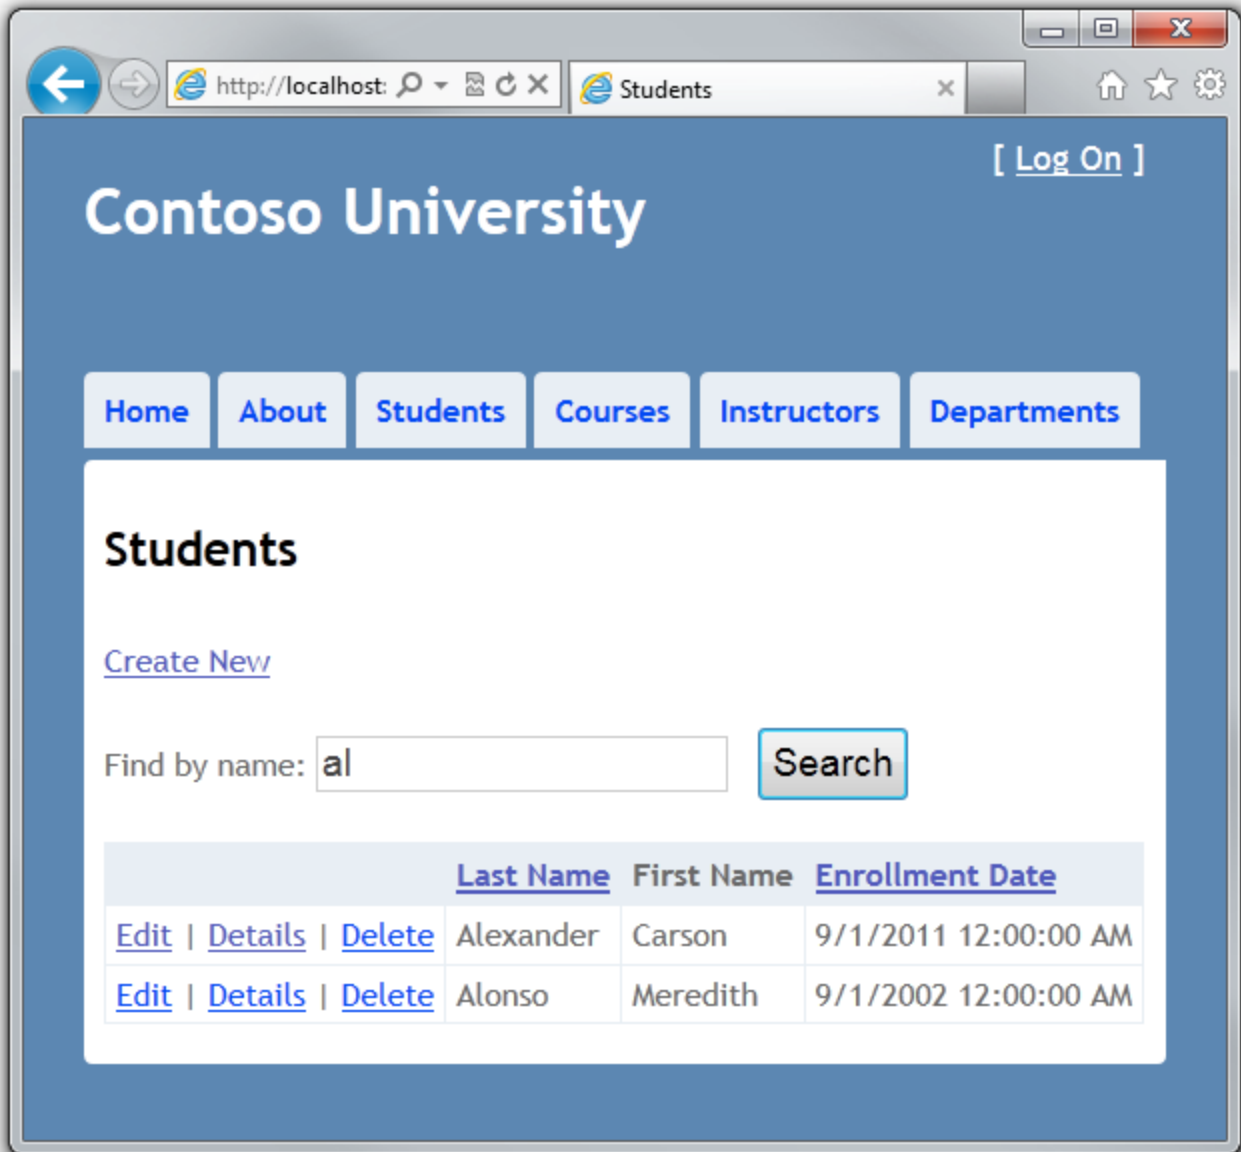 http://localhost:
Students
[ Log On ]
Contoso University
Home About Students Courses Instructors Departments
Students
Create New
Find by name: al Search
Last Name First Name Enrollment Date
Edit | Details | Delete Alexander Carson 9/1/2011 12:00:00 AM
Edit | Details | Delete Alonso Meredith 9/1/2002 12:00:00 AM